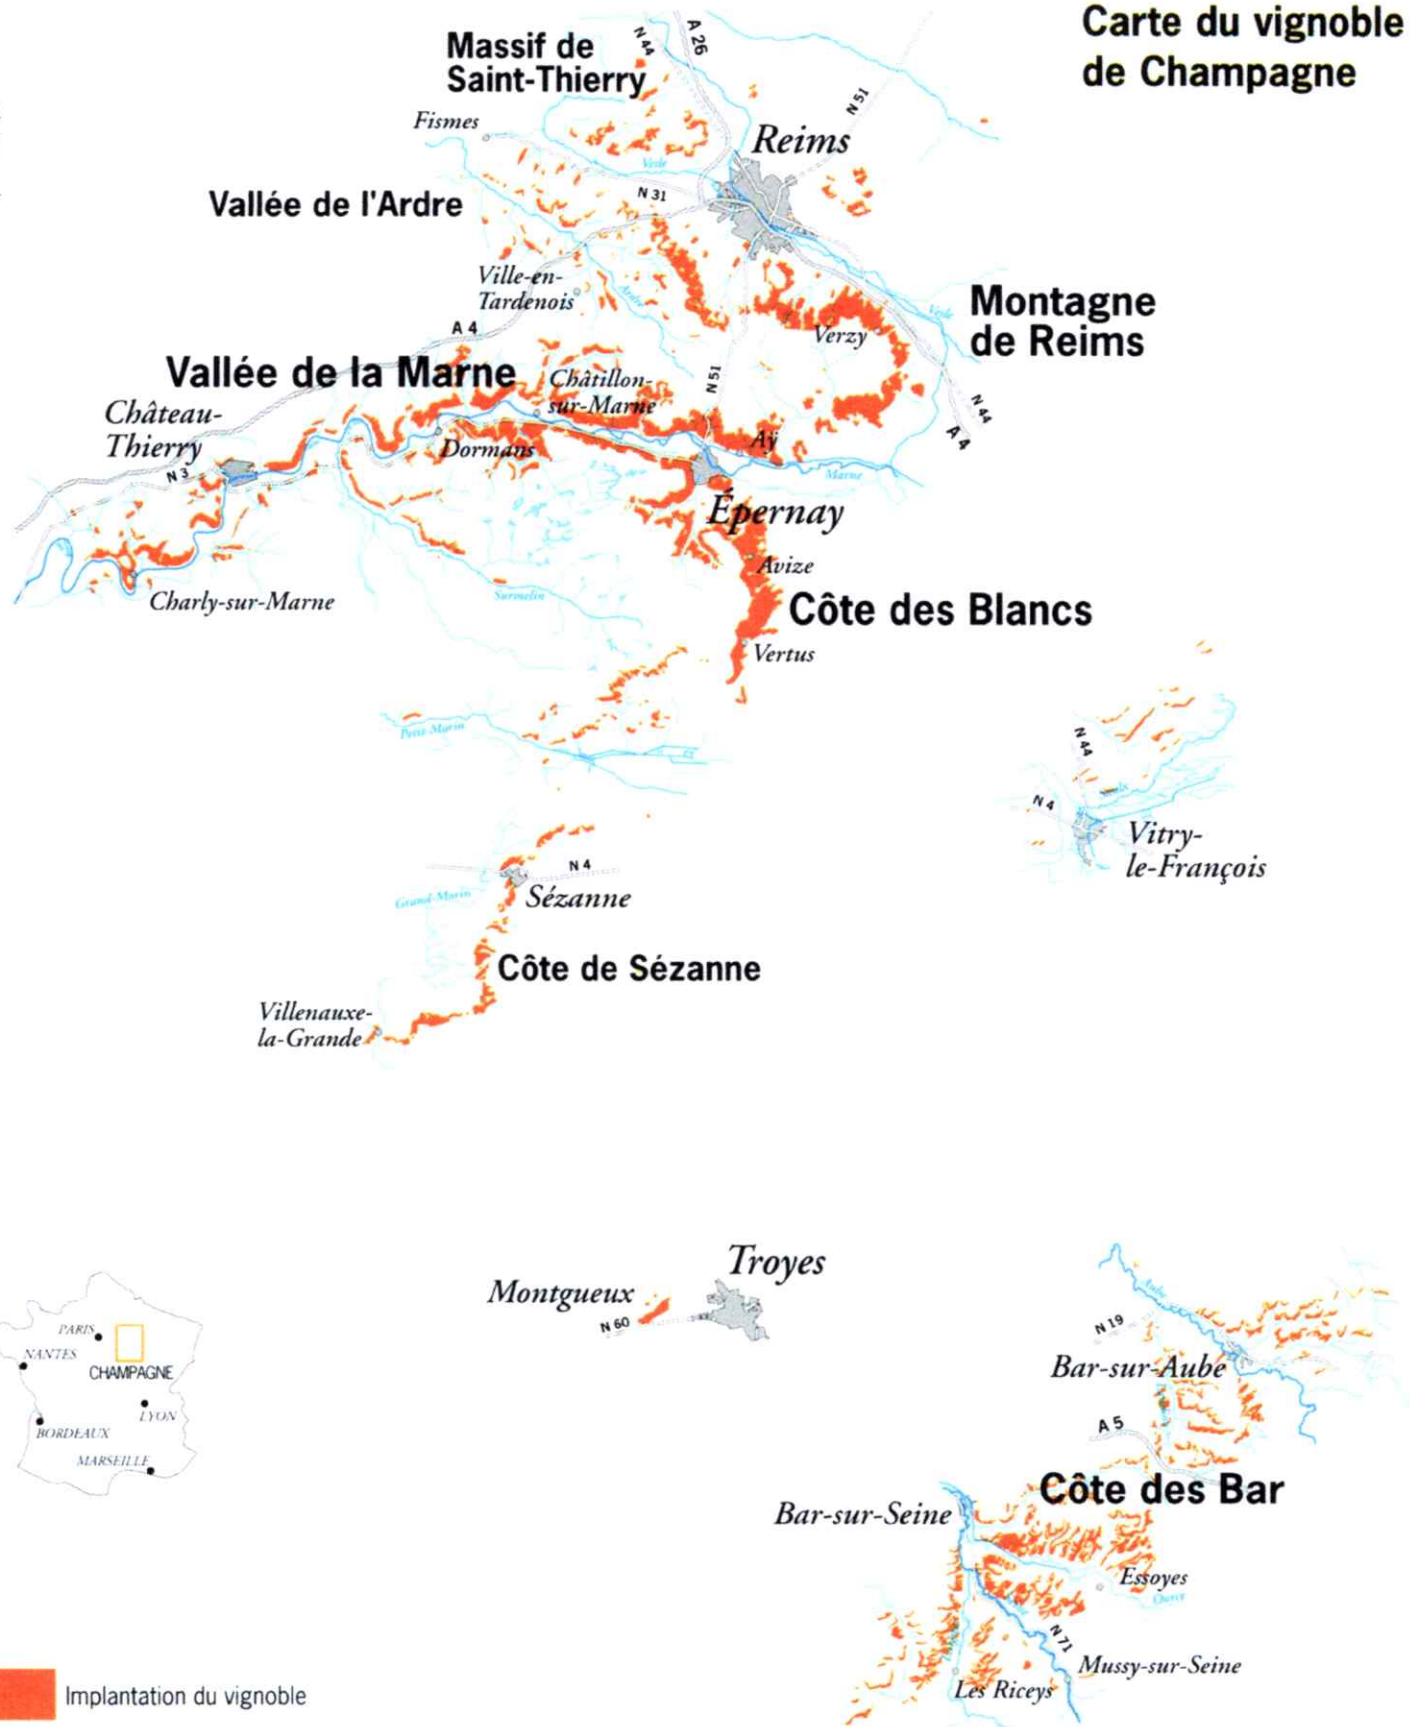 Carte du vignoble
de Champagne
Massif de
Saint-Thierry
N 44
A 26
N 51
Fismes
Reims
Vesle
Vallée de l'Ardre
N 31
Ville-en-
Tardenois
Ardre
A 4
Montagne
de Reims
Vesle
Verzy
Vallée de la Marne
Châtillon-
sur-Marne
N 51
N 44
A 4
Château-
Thierry
N 3
Dormans
Aÿ
Marne
Épernay
Avize
Charly-sur-Marne
Surmelin
Côte des Blancs
Vertus
Petit-Morin
N 44
N 4
Vitry-
le-François
N 4
Sézanne
Grand-Morin
Côte de Sézanne
Villenauxe-
la-Grande
Troyes
Montgueux
N 60
Aube
N 19
Bar-sur-Aube
A 5
Côte des Bar
Bar-sur-Seine
Essoyes
Ource
N 71
Mussy-sur-Seine
Les Riceys
PARIS
NANTES
CHAMPAGNE
LYON
BORDEAUX
MARSEILLE
Implantation du vignoble